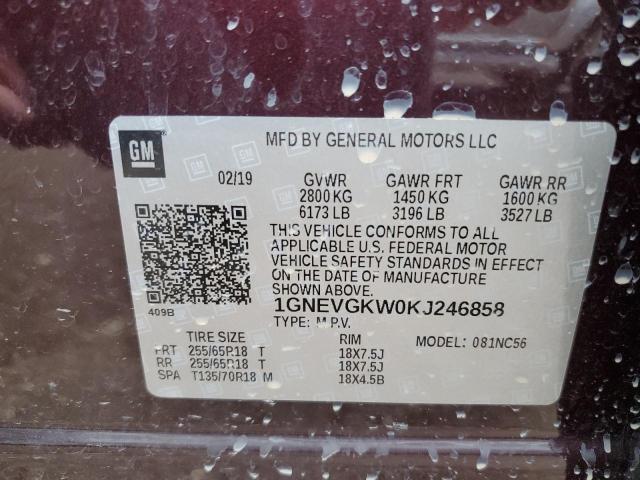 GM
MFD BY GENERAL MOTORS LLC
02/19 GVWR GAWR FRT GAWR RR
2800 KG 1450 KG 1600 KG
6173 LB 3196 LB 3527 LB
THIS VEHICLE CONFORMS TO ALL
APPLICABLE U.S. FEDERAL MOTOR
VEHICLE SAFETY STANDARDS IN EFFECT
ON THE DATE OF MANUFACTURE
SHOWN ABOVE.
409B
1GNEVGKW0KJ246858
TYPE: M.P.V.
TIRE SIZE RIM MODEL: 081NC56
FRT 255/65R18 T 18X7.5J
RR 255/65R18 T 18X7.5J
SPA T135/70R18 M 18X4.5B